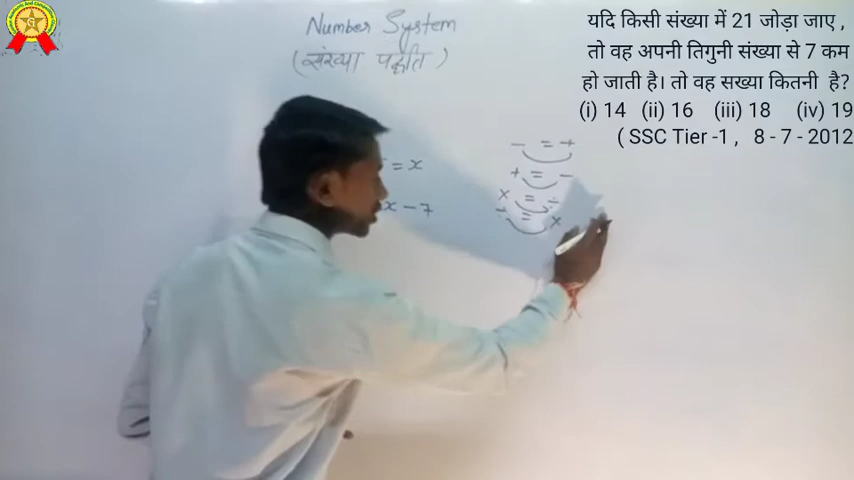 Number System
(संख्या पद्धति)
यदि किसी संख्या में 21 जोड़ा जाए ,
तो वह अपनी तिगुनी संख्या से 7 कम
हो जाती है। तो वह सख्या कितनी है?
(i) 14 (ii) 16 (iii) 18 (iv) 19
( SSC Tier -1 , 8 - 7 - 2012
= x
x - 7
- = +
+ = -
× = ÷
÷ = ×